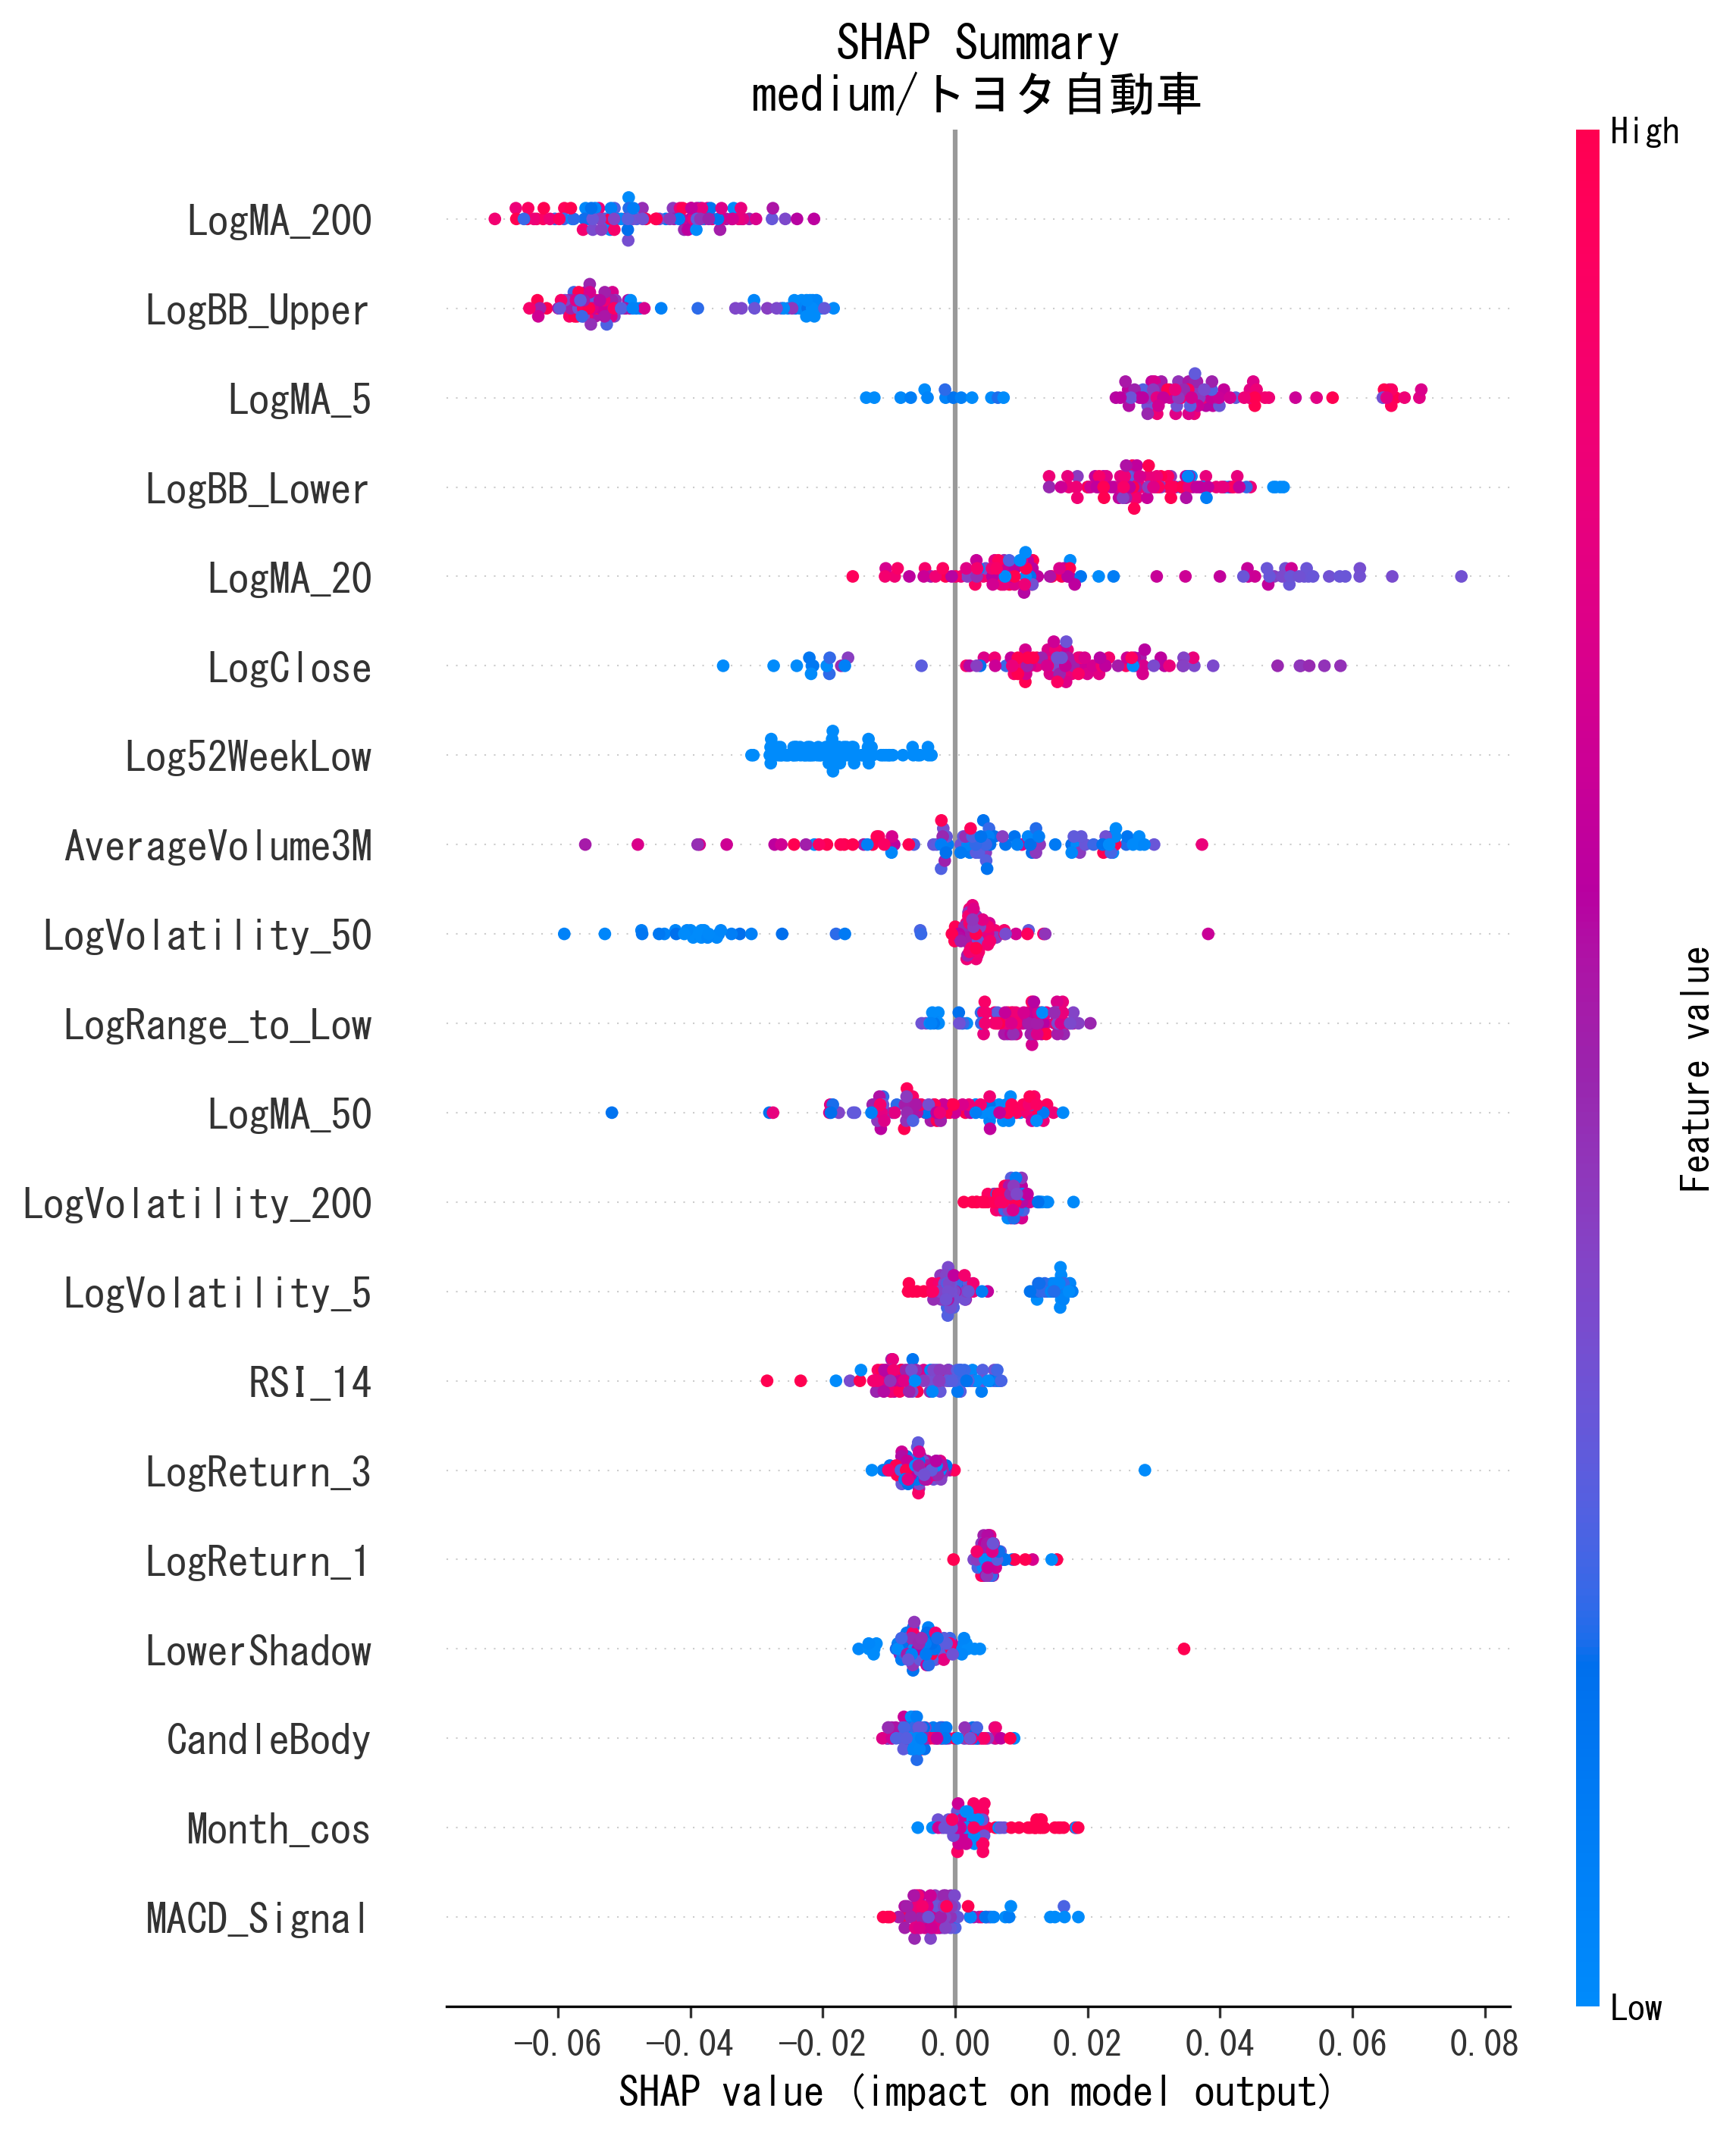 SHAP Summary
medium/トヨタ自動車
High
LogMA_200
LogBB_Upper
LogMA_5
LogBB_Lower
LogMA_20
LogClose
Log52WeekLow
AverageVolume3M
LogVolatility_50
LogRange_to_Low
LogMA_50
LogVolatility_200
LogVolatility_5
RSI_14
LogReturn_3
LogReturn_1
LowerShadow
CandleBody
Month_cos
MACD_Signal
Feature value
Low
−0.06 −0.04 −0.02 0.00 0.02 0.04 0.06 0.08
SHAP value (impact on model output)